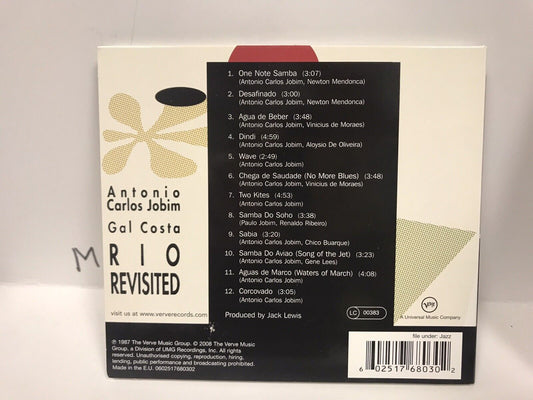 1. One Note Samba (3:07)
(Antonio Carlos Jobim, Newton Mendonca)
2. Desafinado (3:00)
(Antonio Carlos Jobim, Newton Mendonca)
3. Agua de Beber (3:48)
(Antonio Carlos Jobim, Vinicius de Moraes)
4. Dindi (4:59)
(Antonio Carlos Jobim, Aloysio De Oliveira)
5. Wave (2:49)
(Antonio Carlos Jobim)
6. Chega de Saudade (No More Blues) (3:48)
(Antonio Carlos Jobim, Vinicius de Moraes)
7. Two Kites (4:53)
(Antonio Carlos Jobim)
8. Samba Do Soho (3:38)
(Paulo Jobim, Renaldo Ribeiro)
9. Sabia (3:20)
(Antonio Carlos Jobim, Chico Buarque)
10. Samba Do Aviao (Song of the Jet) (3:23)
(Antonio Carlos Jobim, Gene Lees)
11. Aguas de Marco (Waters of March) (4:08)
(Antonio Carlos Jobim)
12. Corcovado (3:05)
(Antonio Carlos Jobim)
Produced by Jack Lewis
LC 00383
Antonio
Carlos Jobim
Gal Costa
M
RIO
REVISITED
visit us at www.ververecords.com
verve
A Universal Music Company
℗ 1987 The Verve Music Group. © 2008 The Verve Music
Group, a Division of UMG Recordings, Inc. All rights
reserved. Unauthorised copying, reproduction, hiring,
lending, public performance and broadcasting prohibited.
Made in the E.U. 0602517680302
file under: Jazz
6 02517 68030 2